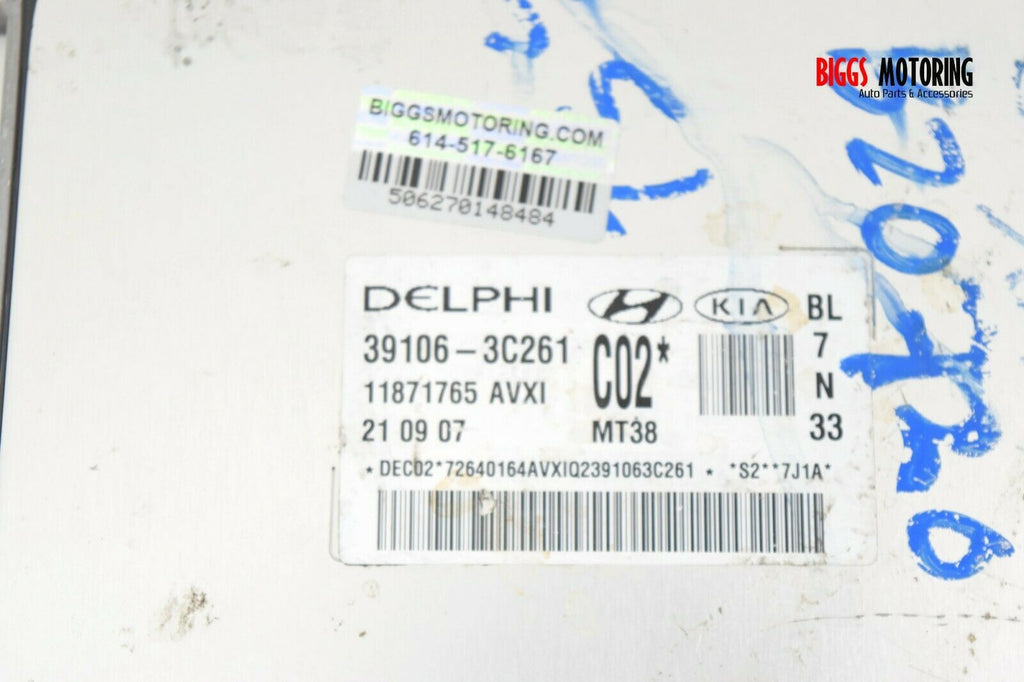 BIGGS MOTORING
Auto Parts & Accessories
BIGGSMOTORING.COM
614-517-6167
506270148484
DELPHI HYUNDAI KIA BL
39106-3C261 C02* 7
11871765 AVXI N
21 09 07 MT38 33
*DEC02*72640164AVXIQ2391063C261 * *S2**7J1A*